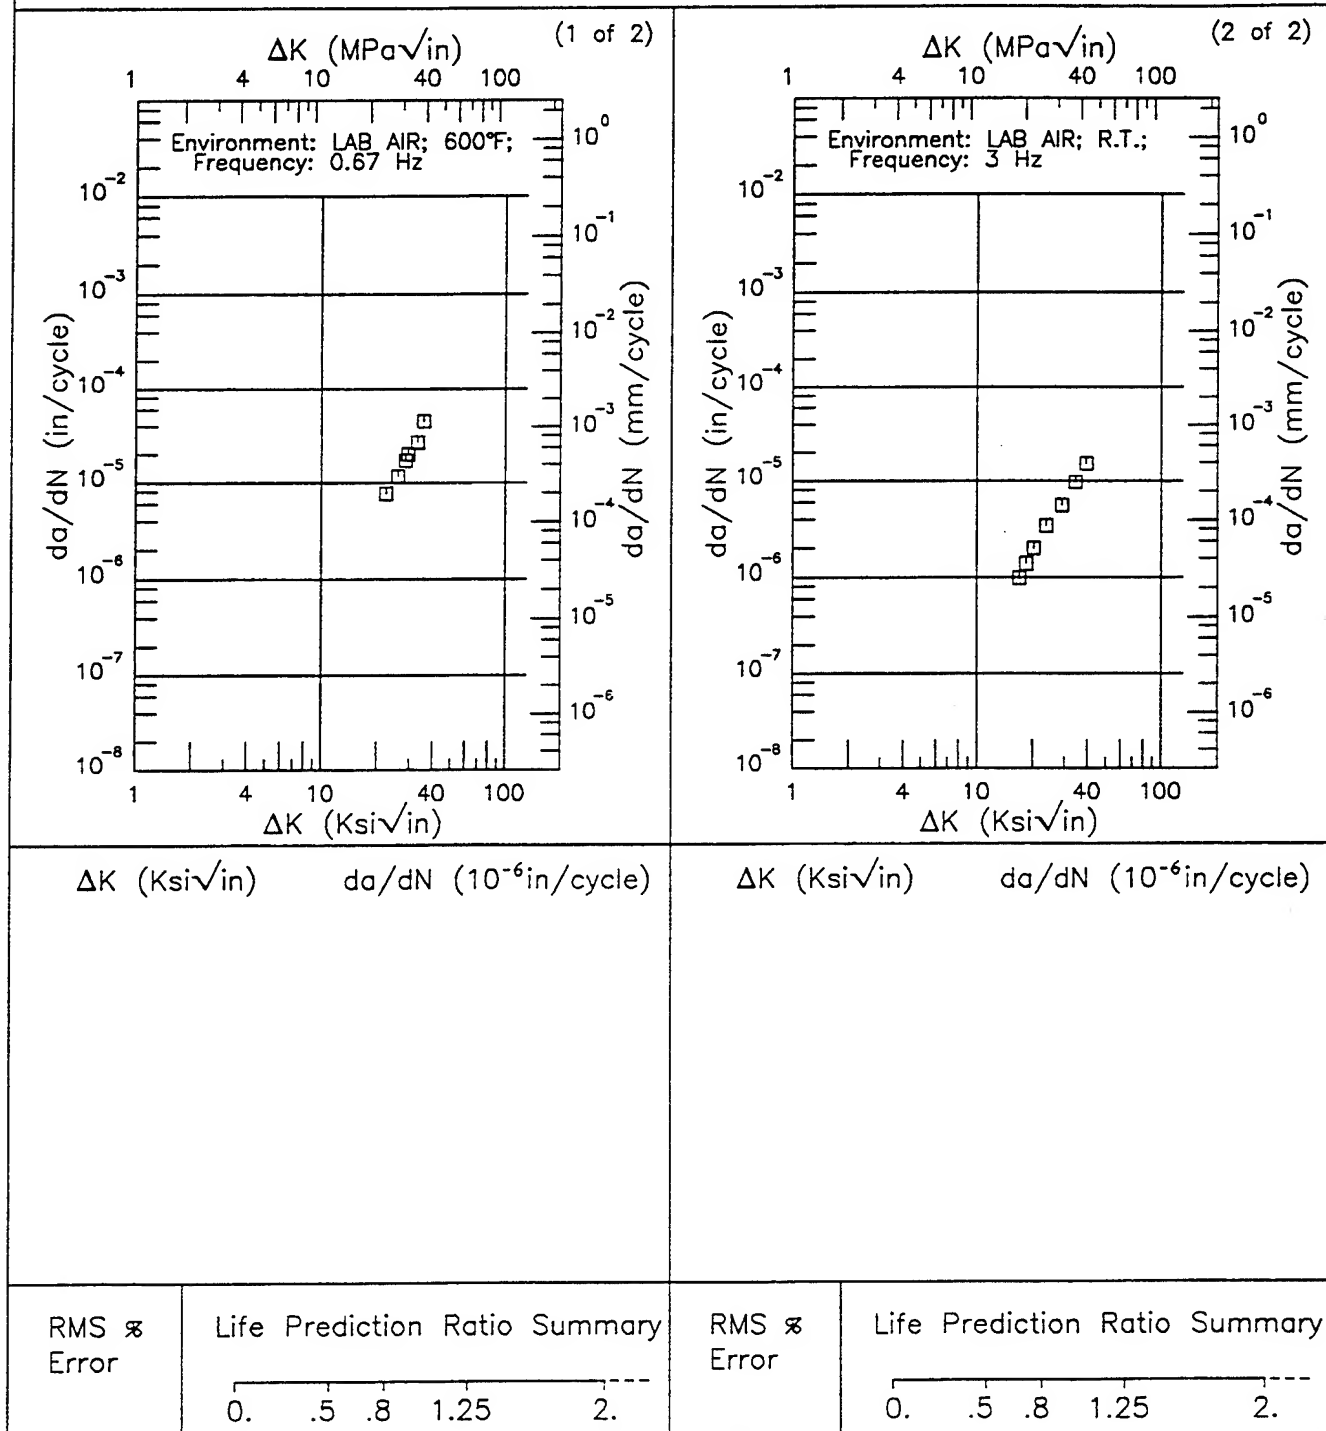 (1 of 2)
ΔK (MPa√in)
1 4 10 40 100
Environment: LAB AIR; 600°F;
Frequency: 0.67 Hz
da/dN (in/cycle)
10⁻²
10⁻³
10⁻⁴
10⁻⁵
10⁻⁶
10⁻⁷
10⁻⁸
10⁰
10⁻¹
10⁻²
10⁻³
10⁻⁴
10⁻⁵
10⁻⁶
da/dN (mm/cycle)
1 4 10 40 100
ΔK (Ksi√in)
(2 of 2)
ΔK (MPa√in)
1 4 10 40 100
Environment: LAB AIR; R.T.;
Frequency: 3 Hz
da/dN (in/cycle)
10⁻²
10⁻³
10⁻⁴
10⁻⁵
10⁻⁶
10⁻⁷
10⁻⁸
10⁰
10⁻¹
10⁻²
10⁻³
10⁻⁴
10⁻⁵
10⁻⁶
da/dN (mm/cycle)
1 4 10 40 100
ΔK (Ksi√in)
ΔK (Ksi√in) da/dN (10⁻⁶in/cycle)
ΔK (Ksi√in) da/dN (10⁻⁶in/cycle)
RMS %
Error
Life Prediction Ratio Summary
0. .5 .8 1.25 2.
RMS %
Error
Life Prediction Ratio Summary
0. .5 .8 1.25 2.